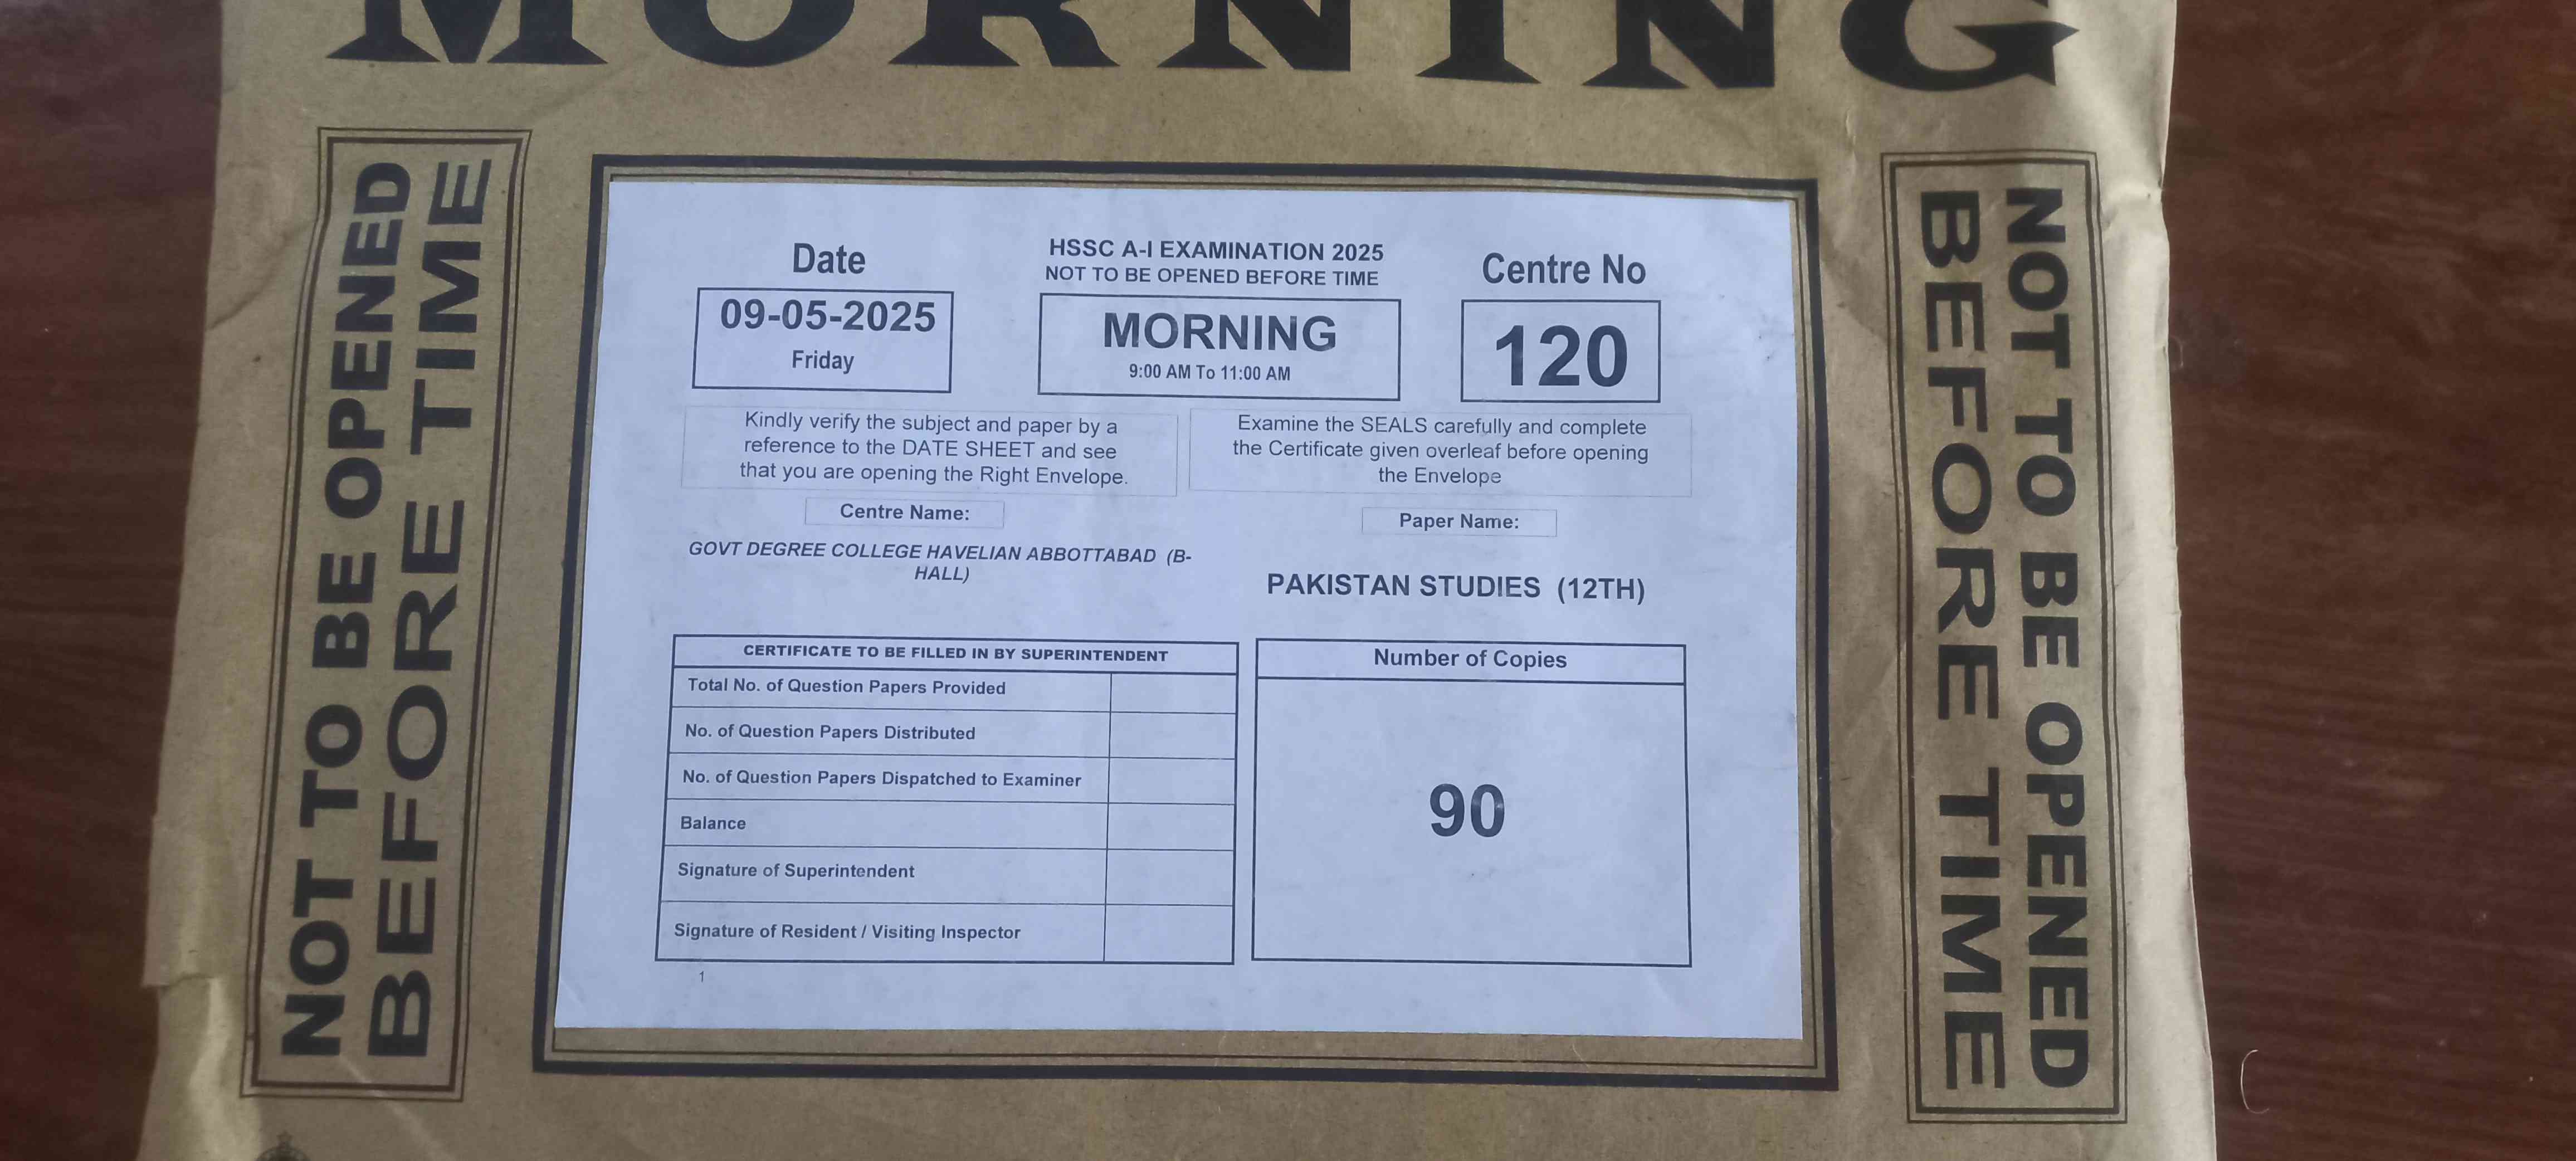 MORNING
NOT TO BE OPENED
BEFORE TIME
Date
09-05-2025
Friday
HSSC A-I EXAMINATION 2025
NOT TO BE OPENED BEFORE TIME
MORNING
9:00 AM To 11:00 AM
Centre No
120
Kindly verify the subject and paper by a
reference to the DATE SHEET and see
that you are opening the Right Envelope.
Examine the SEALS carefully and complete
the Certificate given overleaf before opening
the Envelope
Centre Name:
GOVT DEGREE COLLEGE HAVELIAN ABBOTTABAD (B-
HALL)
Paper Name:
PAKISTAN STUDIES (12TH)
CERTIFICATE TO BE FILLED IN BY SUPERINTENDENT
Total No. of Question Papers Provided
No. of Question Papers Distributed
No. of Question Papers Dispatched to Examiner
Balance
Signature of Superintendent
Signature of Resident / Visiting Inspector
Number of Copies
90
1
NOT TO BE OPENED
BEFORE TIME